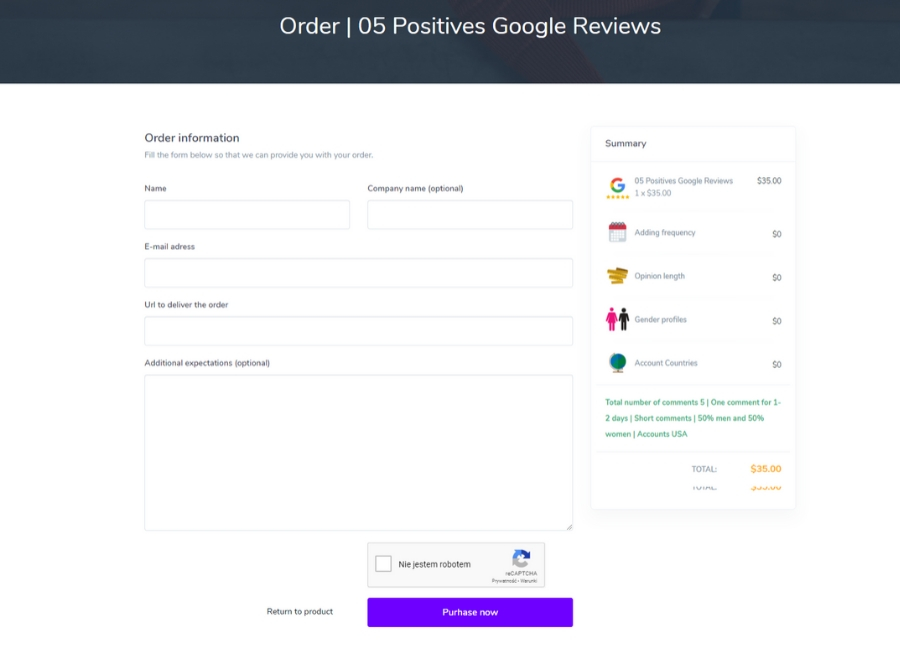 Order | 05 Positives Google Reviews
Order information
Fill the form below so that we can provide you with your order.
Name
Company name (optional)
E-mail adress
Url to deliver the order
Additional expectations (optional)
Nie jestem robotem
reCAPTCHA
Prywatność - Warunki
Return to product
Purhase now
Summary
05 Positives Google Reviews $35.00
1 x $35.00
Adding frequency $0
Opinion length $0
Gender profiles $0
Account Countries $0
Total number of comments 5 | One comment for 1-
2 days | Short comments | 50% men and 50%
women | Accounts USA
TOTAL: $35.00
TOTAL: $35.00